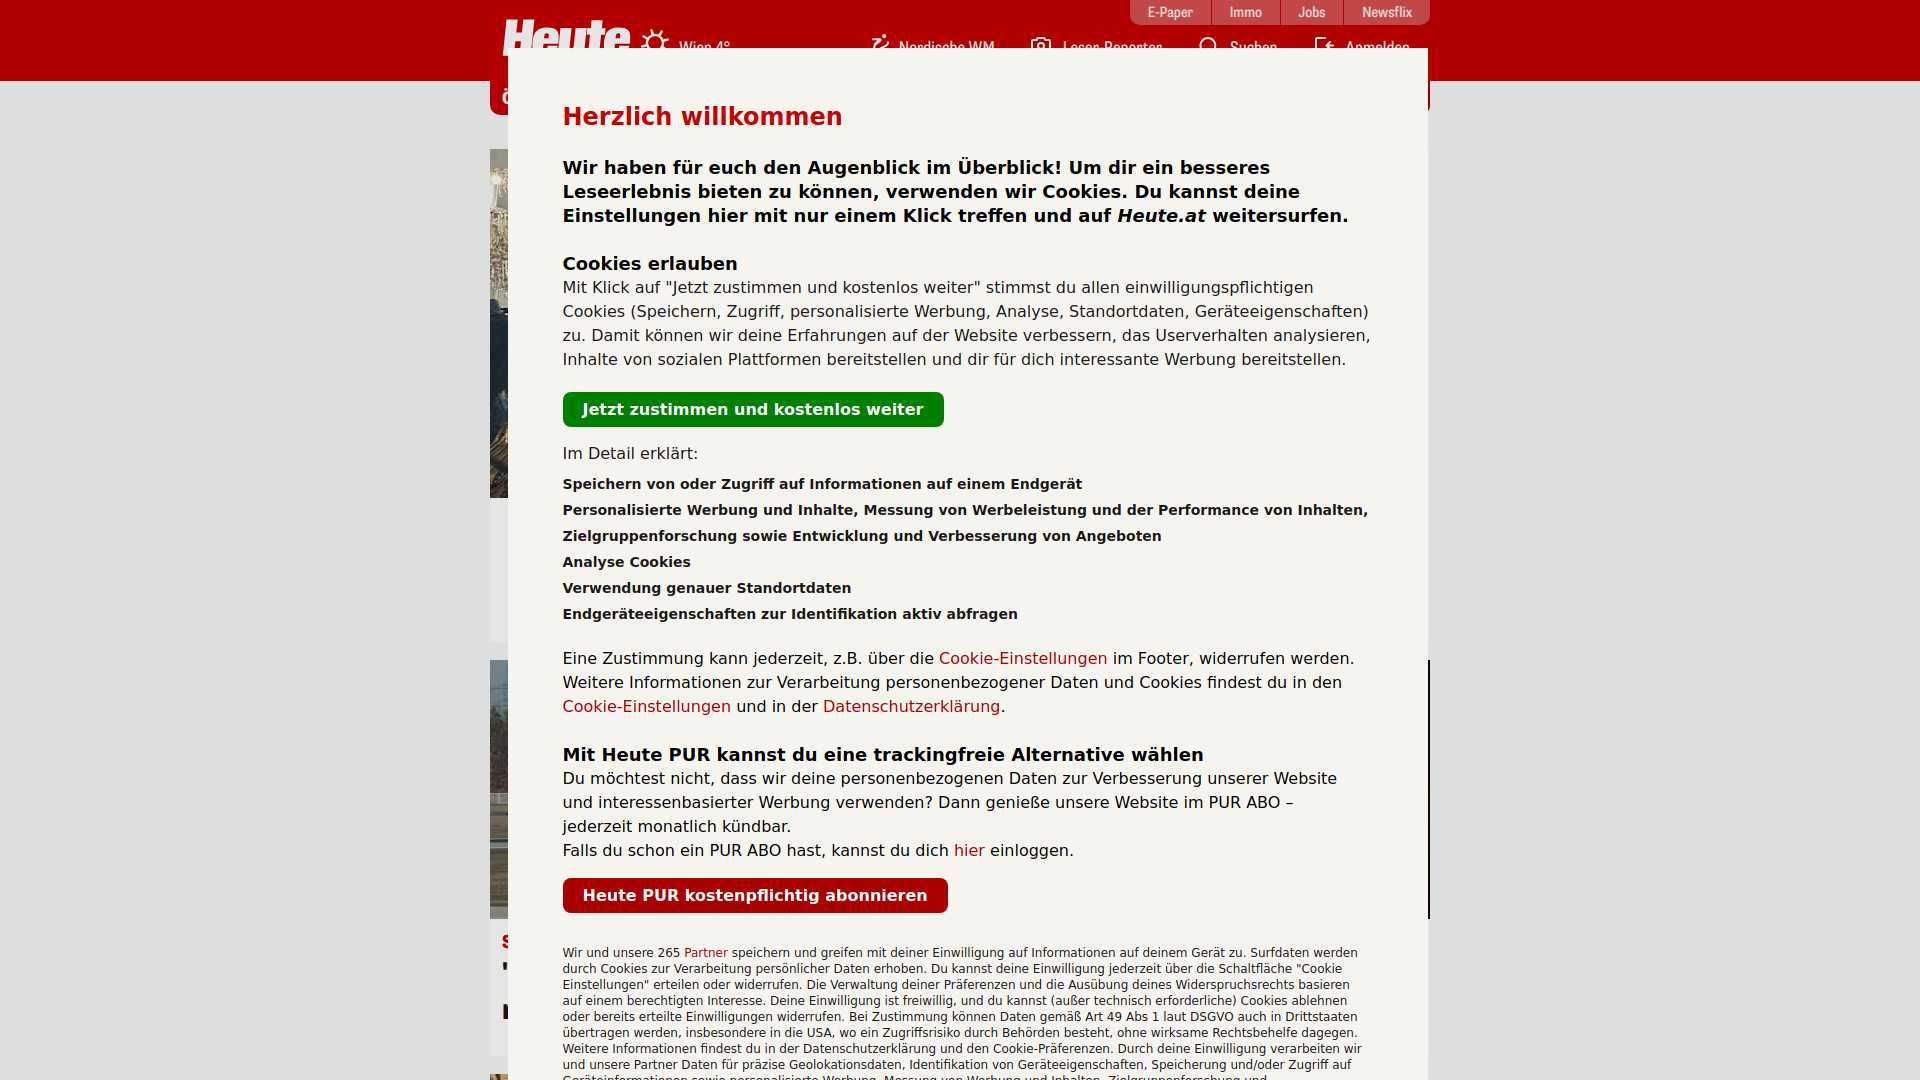 E-Paper Immo Jobs Newsflix
Heute Wien 4° Nordische WM Leser-Reporter Suchen Anmelden
Herzlich willkommen
Wir haben für euch den Augenblick im Überblick! Um dir ein besseres
Leseerlebnis bieten zu können, verwenden wir Cookies. Du kannst deine
Einstellungen hier mit nur einem Klick treffen und auf Heute.at weitersurfen.
Cookies erlauben
Mit Klick auf "Jetzt zustimmen und kostenlos weiter" stimmst du allen einwilligungspflichtigen
Cookies (Speichern, Zugriff, personalisierte Werbung, Analyse, Standortdaten, Geräteeigenschaften)
zu. Damit können wir deine Erfahrungen auf der Website verbessern, das Userverhalten analysieren,
Inhalte von sozialen Plattformen bereitstellen und dir für dich interessante Werbung bereitstellen.
Jetzt zustimmen und kostenlos weiter
Im Detail erklärt:
Speichern von oder Zugriff auf Informationen auf einem Endgerät
Personalisierte Werbung und Inhalte, Messung von Werbeleistung und der Performance von Inhalten,
Zielgruppenforschung sowie Entwicklung und Verbesserung von Angeboten
Analyse Cookies
Verwendung genauer Standortdaten
Endgeräteeigenschaften zur Identifikation aktiv abfragen
Eine Zustimmung kann jederzeit, z.B. über die Cookie-Einstellungen im Footer, widerrufen werden.
Weitere Informationen zur Verarbeitung personenbezogener Daten und Cookies findest du in den
Cookie-Einstellungen und in der Datenschutzerklärung.
Mit Heute PUR kannst du eine trackingfreie Alternative wählen
Du möchtest nicht, dass wir deine personenbezogenen Daten zur Verbesserung unserer Website
und interessenbasierter Werbung verwenden? Dann genieße unsere Website im PUR ABO –
jederzeit monatlich kündbar.
Falls du schon ein PUR ABO hast, kannst du dich hier einloggen.
Heute PUR kostenpflichtig abonnieren
Wir und unsere 265 Partner speichern und greifen mit deiner Einwilligung auf Informationen auf deinem Gerät zu. Surfdaten werden
durch Cookies zur Verarbeitung persönlicher Daten erhoben. Du kannst deine Einwilligung jederzeit über die Schaltfläche "Cookie
Einstellungen" erteilen oder widerrufen. Die Verwaltung deiner Präferenzen und die Ausübung deines Widerspruchsrechts basieren
auf einem berechtigten Interesse. Deine Einwilligung ist freiwillig, und du kannst (außer technisch erforderliche) Cookies ablehnen
oder bereits erteilte Einwilligungen widerrufen. Bei Zustimmung können Daten gemäß Art 49 Abs 1 laut DSGVO auch in Drittstaaten
übertragen werden, insbesondere in die USA, wo ein Zugriffsrisiko durch Behörden besteht, ohne wirksame Rechtsbehelfe dagegen.
Weitere Informationen findest du in der Datenschutzerklärung und den Cookie-Präferenzen. Durch deine Einwilligung verarbeiten wir
und unsere Partner Daten für präzise Geolokationsdaten, Identifikation von Geräteeigenschaften, Speicherung und/oder Zugriff auf
Geräteinformationen sowie personalisierte Werbung, Messung von Werbung und Inhalten, Zielgruppenforschung und